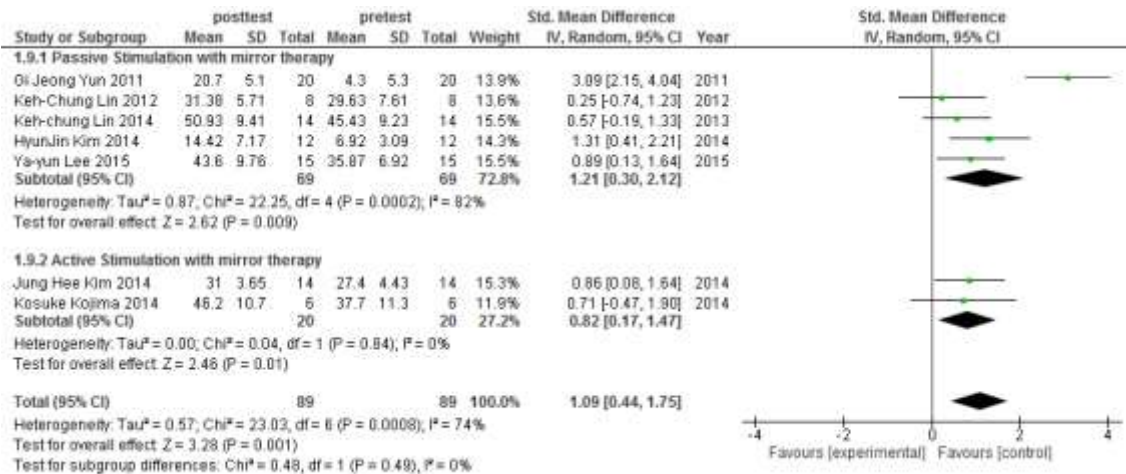 posttest pretest Std. Mean Difference Std. Mean Difference
Study or Subgroup Mean SD Total Mean SD Total Weight IV, Random, 95% CI Year IV, Random, 95% CI
1.9.1 Passive Stimulation with mirror therapy
Gi Jeong Yun 2011 20.7 5.1 20 4.3 5.3 20 13.9% 3.09 [2.15, 4.04] 2011
Keh-Chung Lin 2012 31.38 5.71 8 29.63 7.61 8 13.6% 0.25 [-0.74, 1.23] 2012
Keh-chung Lin 2014 50.93 9.41 14 45.43 9.23 14 15.5% 0.57 [-0.19, 1.33] 2013
HyunJin Kim 2014 14.42 7.17 12 6.92 3.09 12 14.3% 1.31 [0.41, 2.21] 2014
Ya-yun Lee 2015 43.6 9.76 15 35.87 6.92 15 15.5% 0.89 [0.13, 1.64] 2015
Subtotal (95% CI) 69 69 72.8% 1.21 [0.30, 2.12]
Heterogeneity: Tau² = 0.87; Chi² = 22.25, df = 4 (P = 0.0002); I² = 82%
Test for overall effect: Z = 2.62 (P = 0.009)
1.9.2 Active Stimulation with mirror therapy
Jung Hee Kim 2014 31 3.65 14 27.4 4.43 14 15.3% 0.86 [0.08, 1.64] 2014
Kosuke Kojima 2014 46.2 10.7 6 37.7 11.3 6 11.9% 0.71 [-0.47, 1.90] 2014
Subtotal (95% CI) 20 20 27.2% 0.82 [0.17, 1.47]
Heterogeneity: Tau² = 0.00; Chi² = 0.04, df = 1 (P = 0.84); I² = 0%
Test for overall effect: Z = 2.46 (P = 0.01)
Total (95% CI) 89 89 100.0% 1.09 [0.44, 1.75]
Heterogeneity: Tau² = 0.57; Chi² = 23.03, df = 6 (P = 0.0008); I² = 74%
Test for overall effect: Z = 3.28 (P = 0.001)
Test for subgroup differences: Chi² = 0.48, df = 1 (P = 0.49), I² = 0%
-4 -2 0 2 4
Favours [experimental] Favours [control]